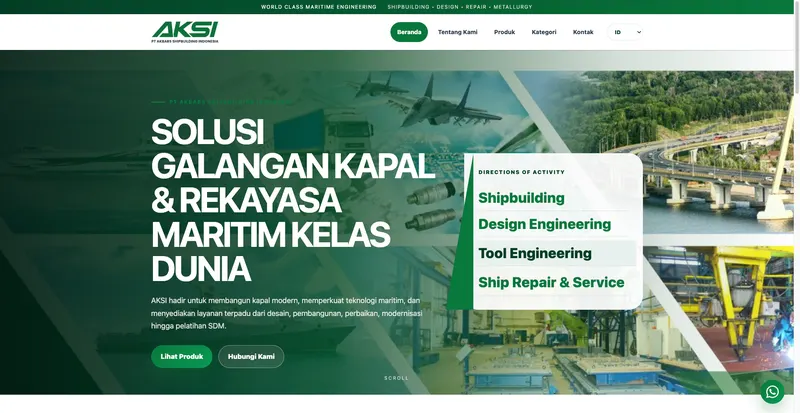 WORLD CLASS MARITIME ENGINEERING SHIPBUILDING • DESIGN • REPAIR • METALLURGY
AKSI
PT KABABS SHIPBUILDING INDONESIA
Beranda Tentang Kami Produk Kategori Kontak ID
SOLUSI
GALANGAN KAPAL
& REKAYASA
MARITIM KELAS
DUNIA
AKSI hadir untuk membangun kapal modern, memperkuat teknologi maritim, dan
menyediakan layanan terpadu dari desain, pembangunan, perbaikan, modernisasi
hingga pelatihan SDM.
Lihat Produk Hubungi Kami
DIRECTIONS OF ACTIVITY
Shipbuilding
Design Engineering
Tool Engineering
Ship Repair & Service
SCROLL